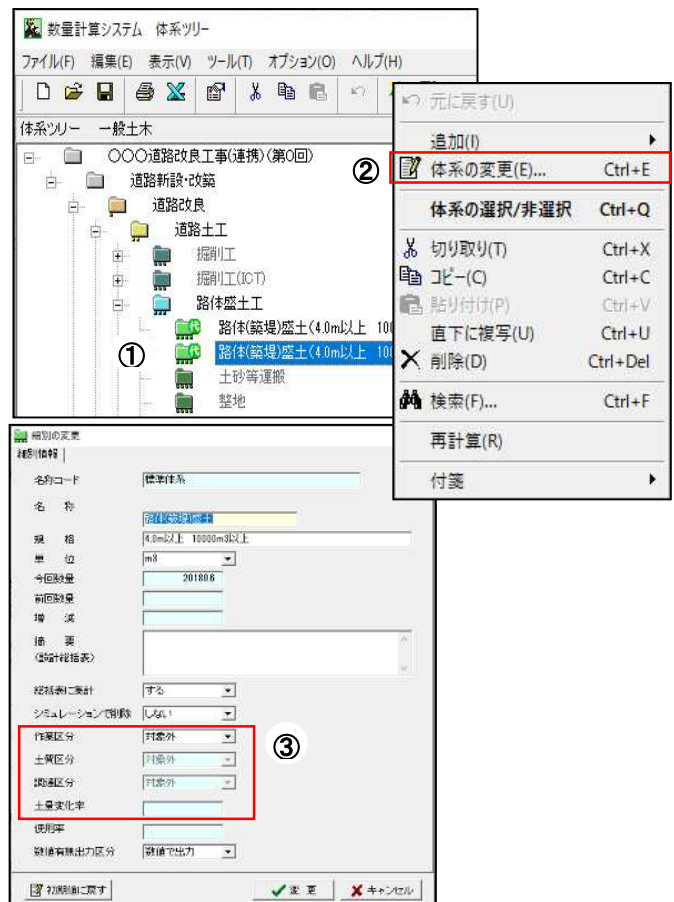 数量計算システム 体系ツリー
ファイル(F) 編集(E) 表示(V) ツール(T) オプション(O) ヘルプ(H)
体系ツリー 一般土木
〇〇〇道路改良工事(連携)(第0回)
道路新設・改築
道路改良
道路土工
掘削工
掘削工(ICT)
路体盛土工
路体(築堤)盛土(4.0m以上 100
①
路体(築堤)盛土(4.0m以上 100
土砂等運搬
整地
元に戻す(U)
追加(I)
②
体系の変更(E)... Ctrl+E
体系の選択/非選択 Ctrl+Q
切り取り(T) Ctrl+X
コピー(C) Ctrl+C
貼り付け(P) Ctrl+V
直下に複写(U) Ctrl+U
削除(D) Ctrl+Del
検索(F)... Ctrl+F
再計算(R)
付箋
細別の変更
細別情報
名称コード 標準体系
名 称 路体(築堤)盛土
規 格 4.0m以上 10000m3以上
単 位 m3
今回数量 20180.6
前回数量
増 減
摘 要
(設計総括表)
総括表に集計 する
シミュレーションで削除 しない
作業区分 対象外
③
土質区分 対象外
調達区分 対象外
土量変化率
使用率
数値有無出力区分 数値で出力
初期値に戻す 変 更 キャンセル